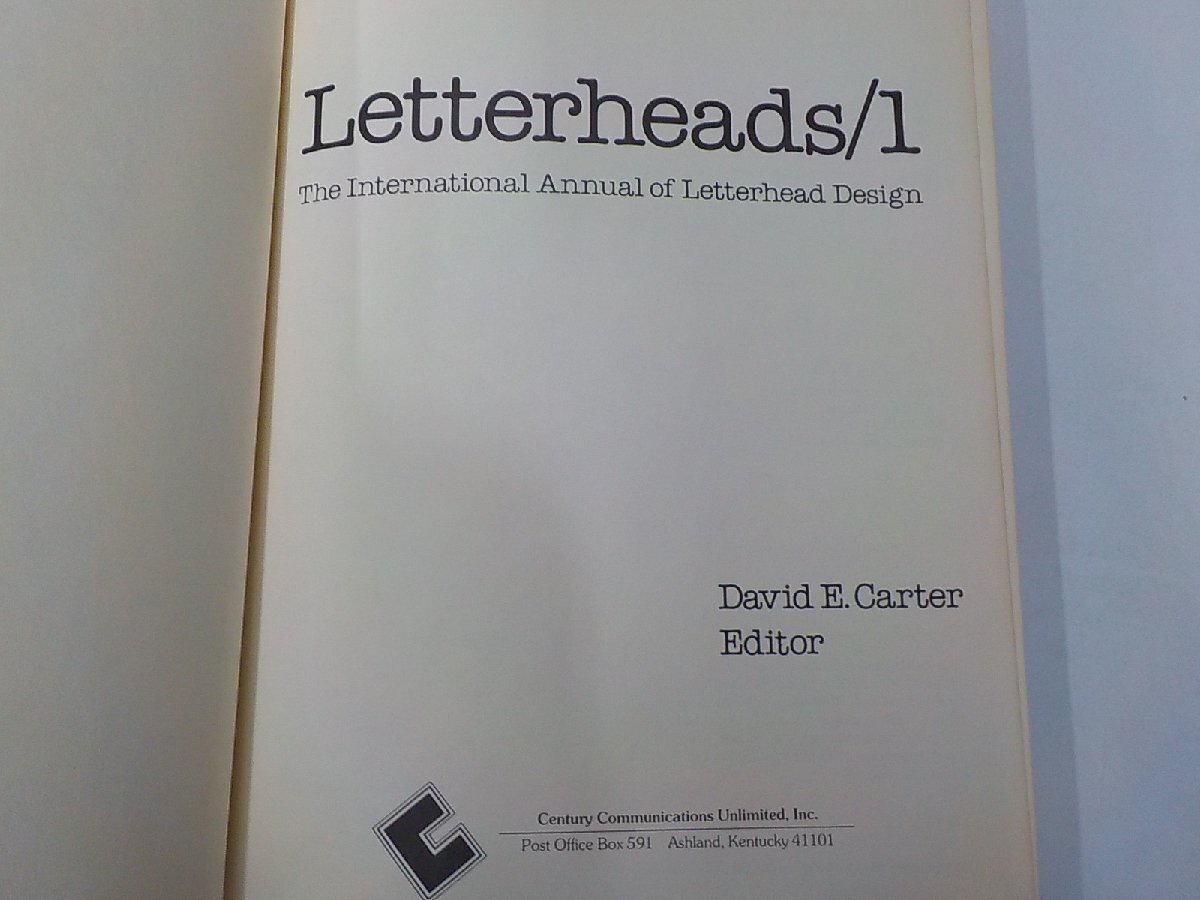 Letterheads/1
The International Annual of Letterhead Design
David E. Carter
Editor
Century Communications Unlimited, Inc.
Post Office Box 591 Ashland, Kentucky 41101